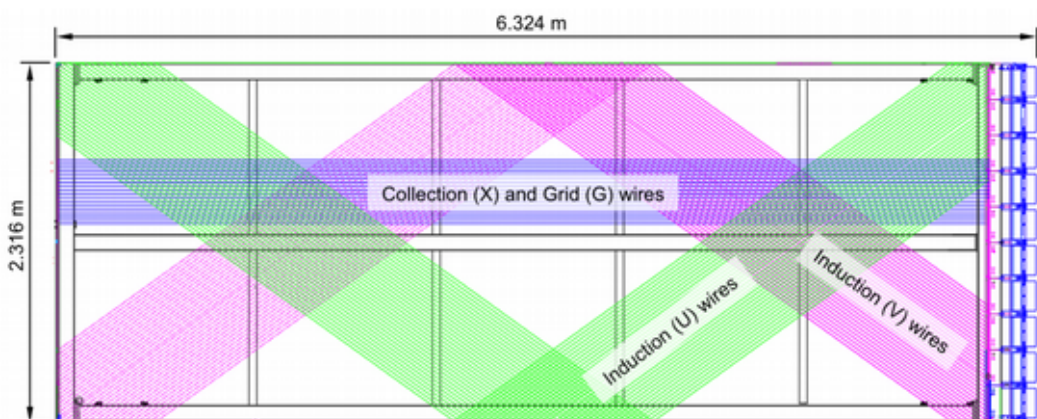 6.324 m
2.316 m
Collection (X) and Grid (G) wires
Induction (U) wires
Induction (V) wires